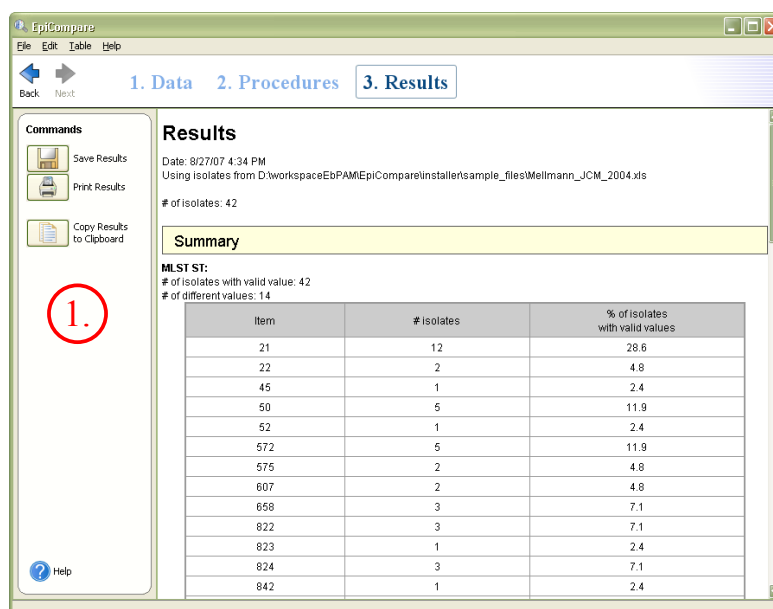 EpiCompare
File Edit Table Help
Back Next 1. Data 2. Procedures 3. Results
Commands
Save Results
Print Results
Copy Results
to Clipboard
1.
Help
Results
Date: 8/27/07 4:34 PM
Using isolates from D:\workspaceEbPAM\EpiCompare\installer\sample_files\Mellmann_JCM_2004.xls
# of isolates: 42
Summary
MLST ST:
# of isolates with valid value: 42
# of different values: 14
Item # isolates % of isolates
with valid values
21 12 28.6
22 2 4.8
45 1 2.4
50 5 11.9
52 1 2.4
572 5 11.9
575 2 4.8
607 2 4.8
658 3 7.1
822 3 7.1
823 1 2.4
824 3 7.1
842 1 2.4